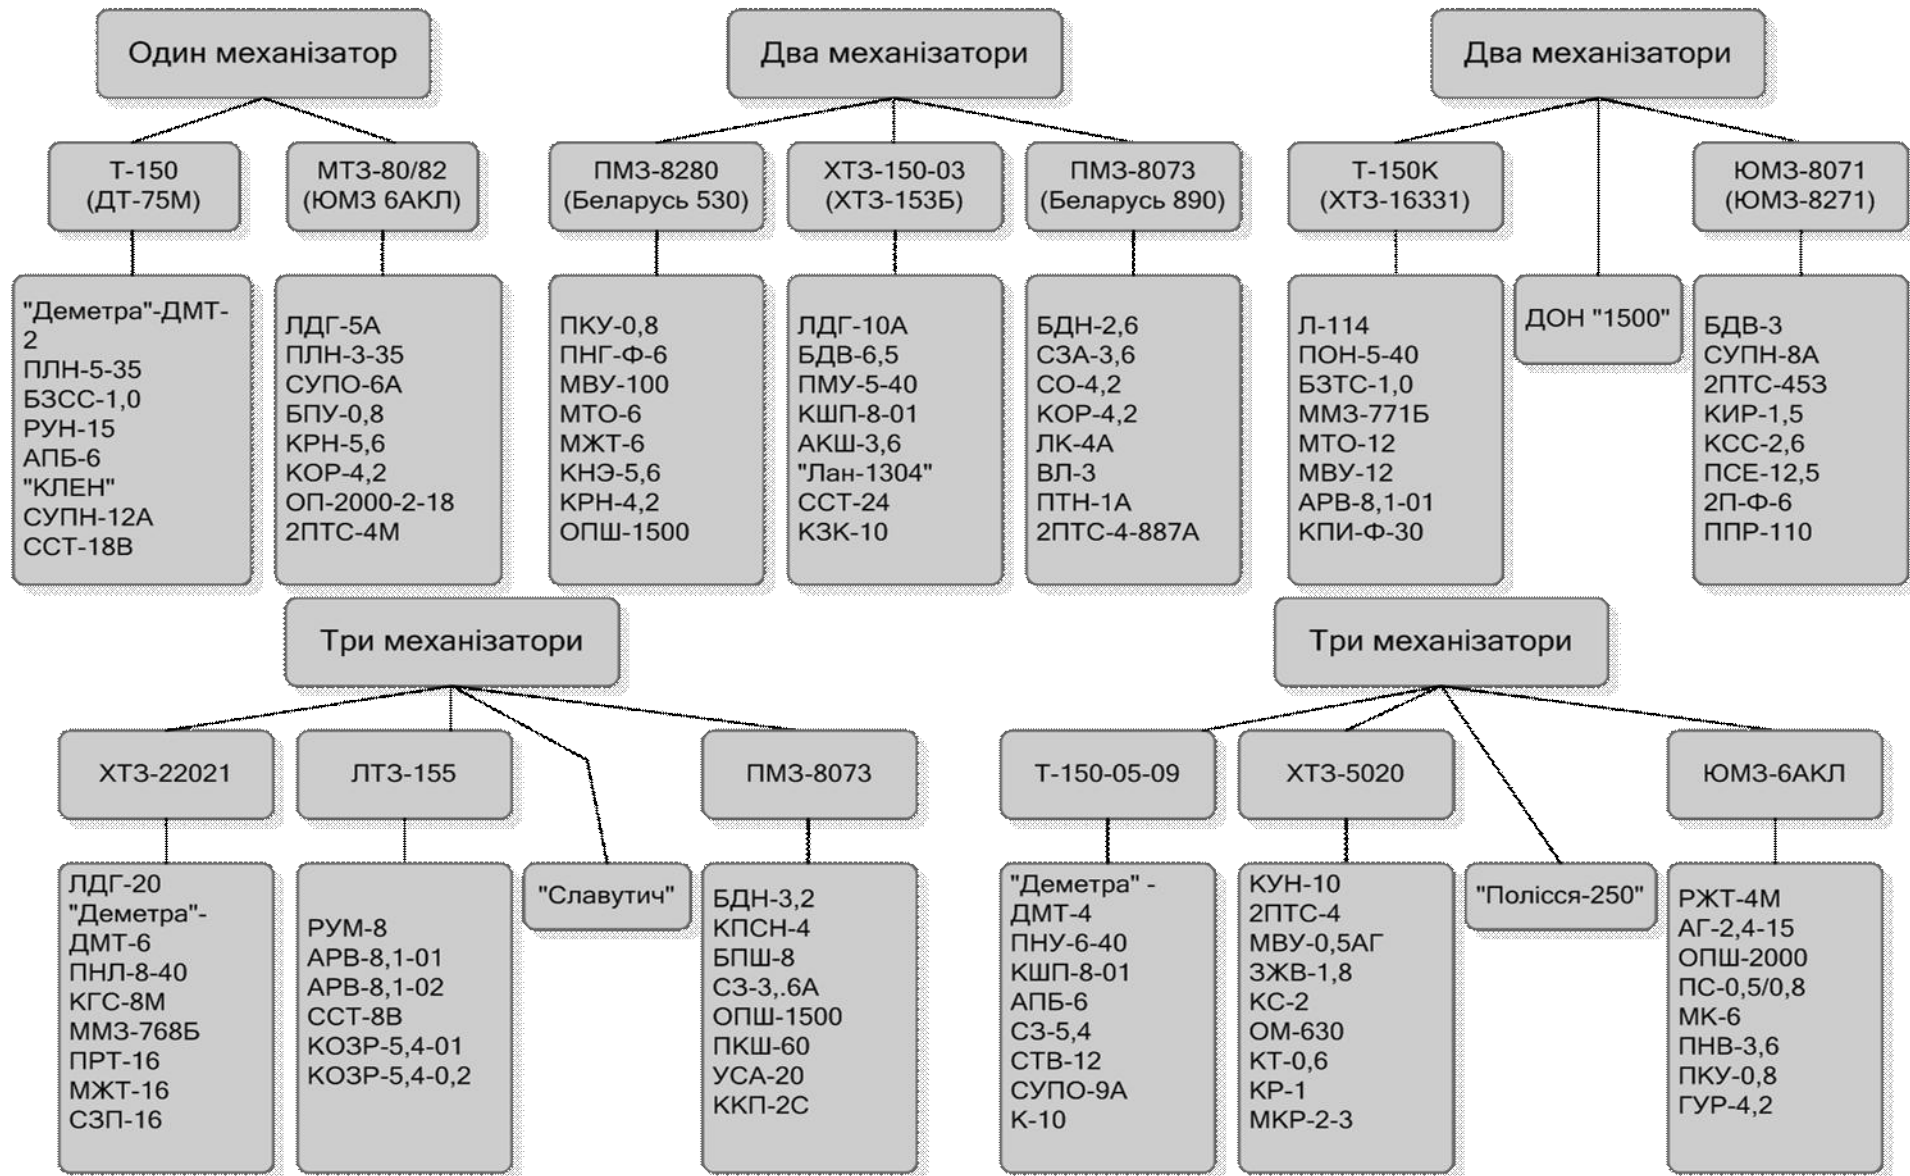 Один механізатор
Т-150
(ДТ-75М)
МТЗ-80/82
(ЮМЗ 6АКЛ)
"Деметра"-ДМТ-
2
ПЛН-5-35
БЗСС-1,0
РУН-15
АПБ-6
"КЛЕН"
СУПН-12А
ССТ-18В
ЛДГ-5А
ПЛН-3-35
СУПО-6А
БПУ-0,8
КРН-5,6
КОР-4,2
ОП-2000-2-18
2ПТС-4М
Два механізатори
ПМЗ-8280
(Беларусь 530)
ХТЗ-150-03
(ХТЗ-153Б)
ПМЗ-8073
(Беларусь 890)
ПКУ-0,8
ПНГ-Ф-6
МВУ-100
МТО-6
МЖТ-6
КНЭ-5,6
КРН-4,2
ОПШ-1500
ЛДГ-10А
БДВ-6,5
ПМУ-5-40
КШП-8-01
АКШ-3,6
"Лан-1304"
ССТ-24
КЗК-10
БДН-2,6
СЗА-3,6
СО-4,2
КОР-4,2
ЛК-4А
ВЛ-3
ПТН-1А
2ПТС-4-887А
Два механізатори
Т-150К
(ХТЗ-16331)
ЮМЗ-8071
(ЮМЗ-8271)
Л-114
ПОН-5-40
БЗТС-1,0
ММЗ-771Б
МТО-12
МВУ-12
АРВ-8,1-01
КПИ-Ф-30
ДОН "1500"
БДВ-3
СУПН-8А
2ПТС-453
КИР-1,5
КСС-2,6
ПСЕ-12,5
2П-Ф-6
ППР-110
Три механізатори
ХТЗ-22021
ЛТЗ-155
ПМЗ-8073
ЛДГ-20
"Деметра"-
ДМТ-6
ПНЛ-8-40
КГС-8М
ММЗ-768Б
ПРТ-16
МЖТ-16
СЗП-16
РУМ-8
АРВ-8,1-01
АРВ-8,1-02
ССТ-8В
КОЗР-5,4-01
КОЗР-5,4-0,2
"Славутич"
БДН-3,2
КПСН-4
БПШ-8
СЗ-3,.6А
ОПШ-1500
ПКШ-60
УСА-20
ККП-2С
Три механізатори
Т-150-05-09
ХТЗ-5020
ЮМЗ-6АКЛ
"Деметра" -
ДМТ-4
ПНУ-6-40
КШП-8-01
АПБ-6
СЗ-5,4
СТВ-12
СУПО-9А
К-10
КУН-10
2ПТС-4
МВУ-0,5АГ
ЗЖВ-1,8
КС-2
ОМ-630
КТ-0,6
КР-1
МКР-2-3
"Полісся-250"
РЖТ-4М
АГ-2,4-15
ОПШ-2000
ПС-0,5/0,8
МК-6
ПНВ-3,6
ПКУ-0,8
ГУР-4,2